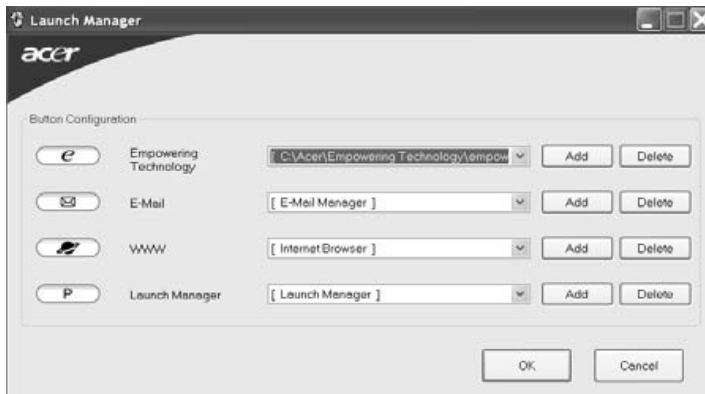 Launch Manager
acer
Button Configuration
e
Empowering
Technology
[ C:\Acer\Empowering Technology\empow
Add
Delete
E-Mail
[ E-Mail Manager ]
Add
Delete
WWW
[ Internet Browser ]
Add
Delete
P
Launch Manager
[ Launch Manager ]
Add
Delete
OK
Cancel